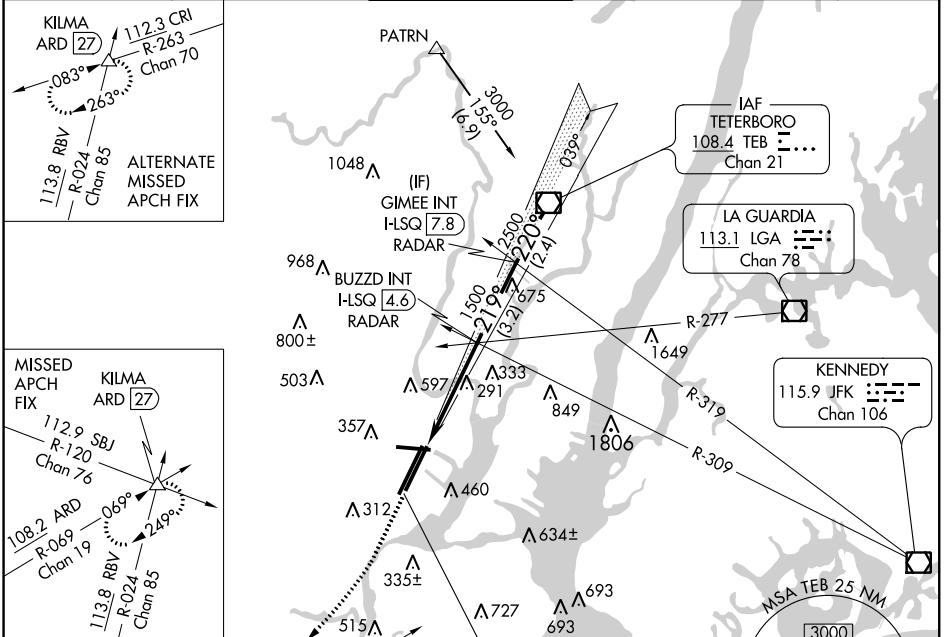 KILMA
ARD 27
112.3 CRI
R-263
Chan 70
083°
263°
113.8 RBV
R-024
Chan 85
ALTERNATE
MISSED
APCH FIX
PATRN
3000
155°
(6.9)
039°
IAF
TETERBORO
108.4 TEB
Chan 21
1048
(IF)
GIMEE INT
I-LSQ 7.8
RADAR
2500
220°
(2.4)
LA GUARDIA
113.1 LGA
Chan 78
968
BUZZD INT
I-LSQ 4.6
RADAR
675
1500
219°
(3.2)
R-277
800±
1649
MISSED
APCH
FIX
KILMA
ARD 27
503
597
291
333
849
R-319
KENNEDY
115.9 JFK
Chan 106
112.9 SBJ
R-120
Chan 76
357
1806
R-309
069°
249°
108.2 ARD
R-069
Chan 19
460
312
634±
113.8 RBV
R-024
Chan 85
335±
MSA TEB 25 NM
693
727
693
515
3000